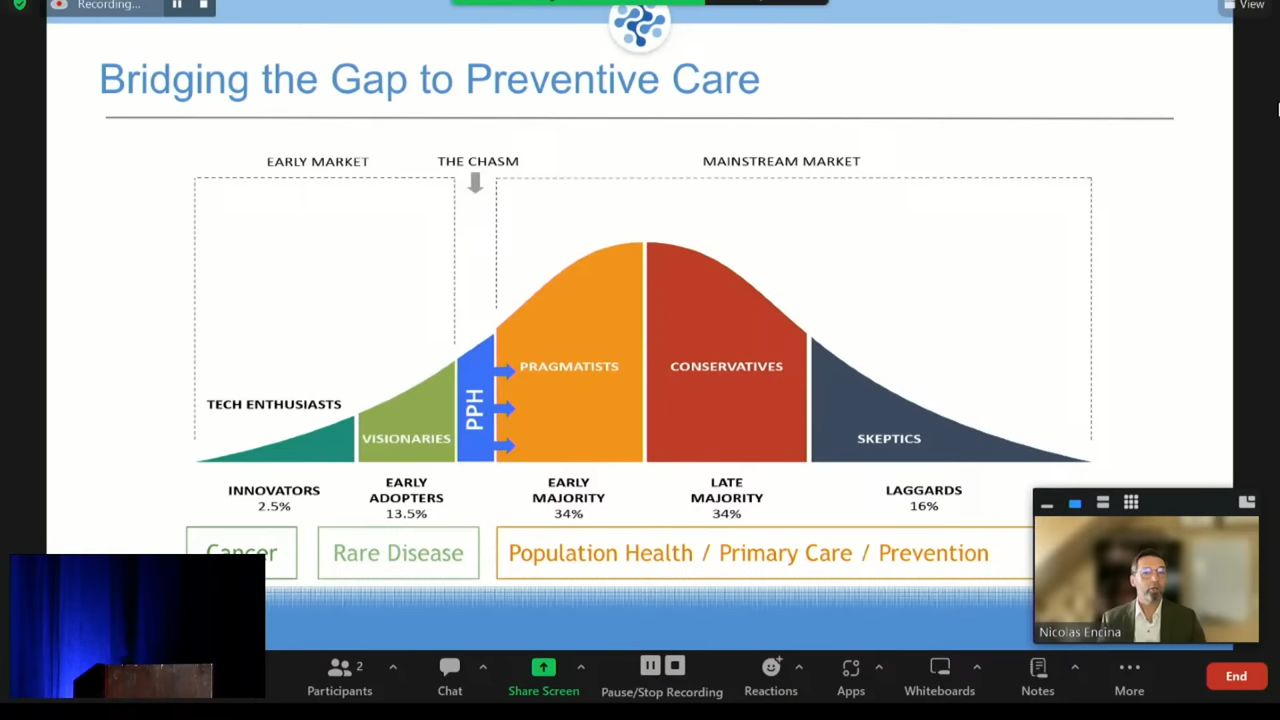 Recording...
View
Bridging the Gap to Preventive Care
EARLY MARKET
THE CHASM
MAINSTREAM MARKET
TECH ENTHUSIASTS
VISIONARIES
PPH
PRAGMATISTS
CONSERVATIVES
SKEPTICS
INNOVATORS
2.5%
EARLY
ADOPTERS
13.5%
EARLY
MAJORITY
34%
LATE
MAJORITY
34%
LAGGARDS
16%
Cancer
Rare Disease
Population Health / Primary Care / Prevention
Nicolas Encina
2
Participants
Chat
Share Screen
Pause/Stop Recording
Reactions
Apps
Whiteboards
Notes
More
End